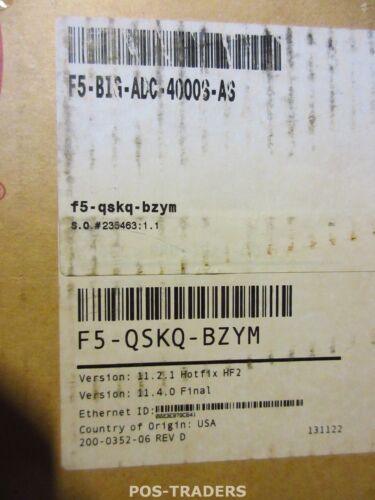 F5-BIG-ADC-4000S-AS
f5-qskq-bzym
S.O.#235463:1.1
F5-QSKQ-BZYM
Version: 11.2.1 Hotfix HF2
Version: 11.4.0 Final
Ethernet ID:
Country of Origin: USA
200-0352-06 REV D
131122
POS-TRADERS